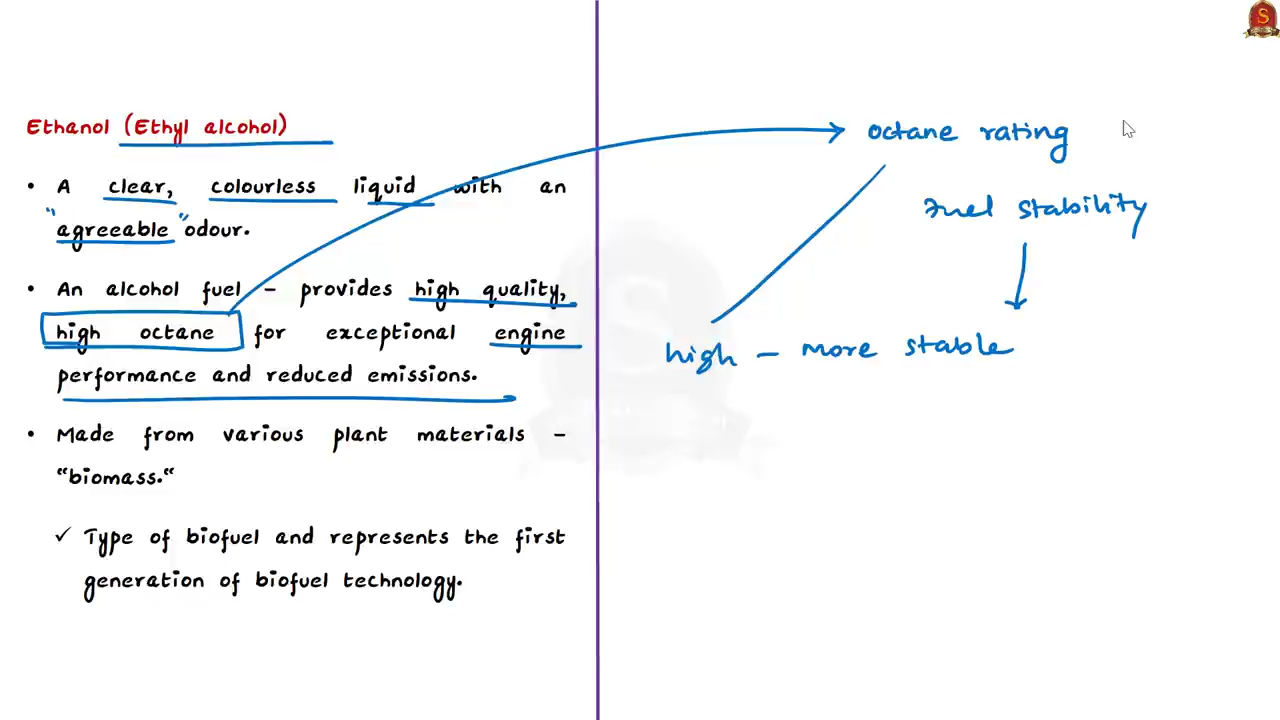 Ethanol (Ethyl alcohol)
• A clear, colourless liquid with an
"agreeable" odour.
• An alcohol fuel – provides high quality,
high octane for exceptional engine
performance and reduced emissions.
• Made from various plant materials –
“biomass.“
✓ Type of biofuel and represents the first
generation of biofuel technology.
octane rating
Fuel stability
high – more stable
S